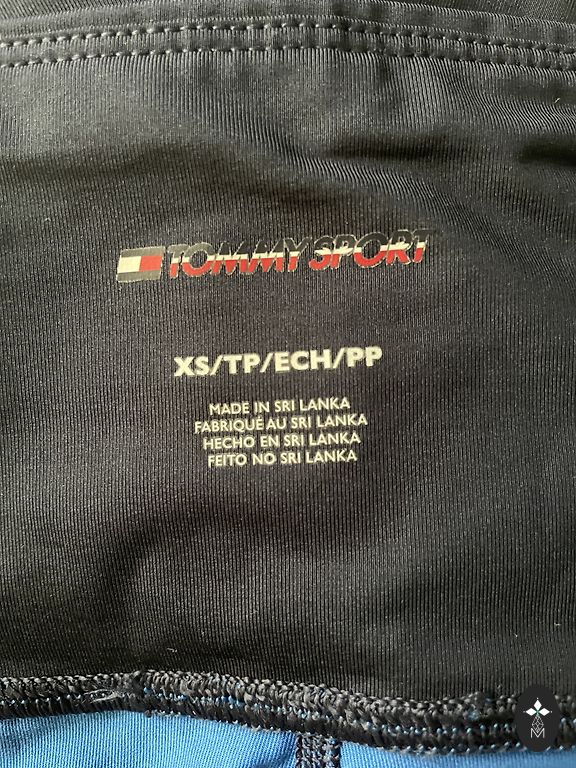 TOMMY SPORT
XS/TP/ECH/PP
MADE IN SRI LANKA
FABRIQUÉ AU SRI LANKA
HECHO EN SRI LANKA
FEITO NO SRI LANKA
M